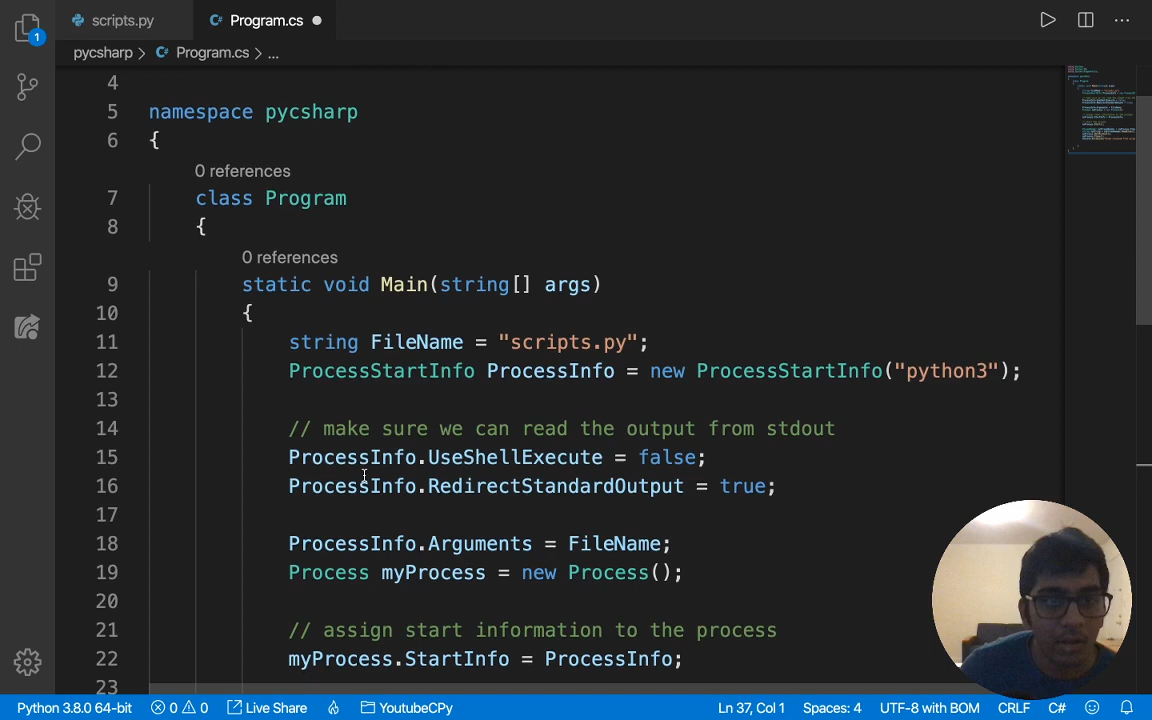 scripts.py
Program.cs
pycsharp > Program.cs > ...
1
4
5 namespace pycsharp
6 {
0 references
7 class Program
8 {
0 references
9 static void Main(string[] args)
10 {
11 string FileName = "scripts.py";
12 ProcessStartInfo ProcessInfo = new ProcessStartInfo("python3");
13
14 // make sure we can read the output from stdout
15 ProcessInfo.UseShellExecute = false;
16 ProcessInfo.RedirectStandardOutput = true;
17
18 ProcessInfo.Arguments = FileName;
19 Process myProcess = new Process();
20
21 // assign start information to the process
22 myProcess.StartInfo = ProcessInfo;
23
Python 3.8.0 64-bit 0 0 Live Share YoutubeCPy Ln 37, Col 1 Spaces: 4 UTF-8 with BOM CRLF C#